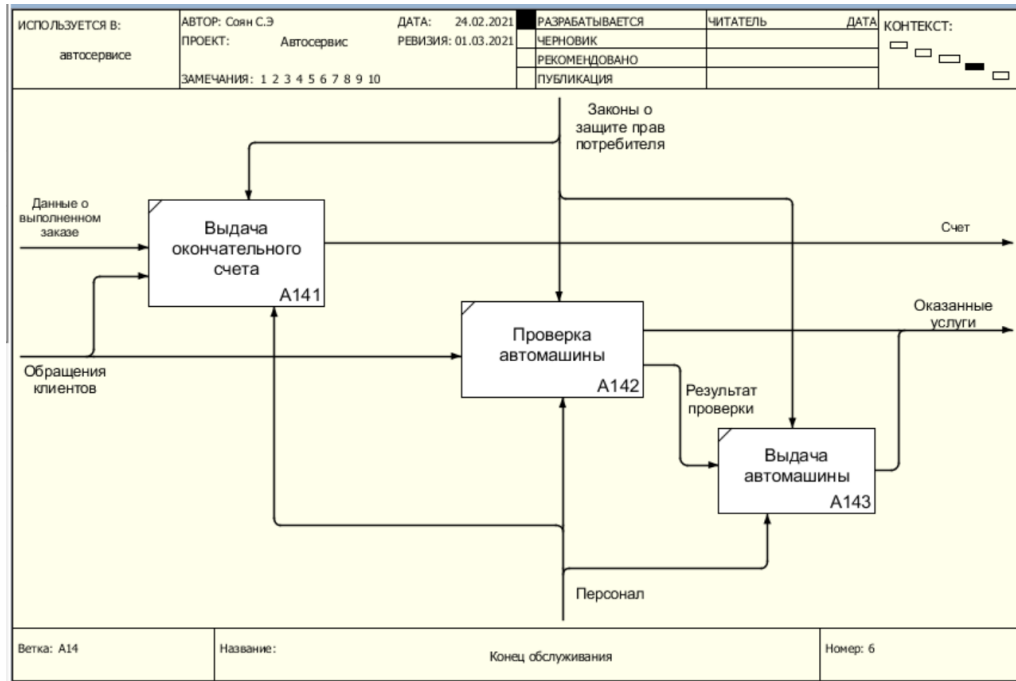 ИСПОЛЬЗУЕТСЯ В:
автосервисе
АВТОР: Соян С.Э
ДАТА: 24.02.2021
ПРОЕКТ: Автосервис
РЕВИЗИЯ: 01.03.2021
ЗАМЕЧАНИЯ: 1 2 3 4 5 6 7 8 9 10
РАЗРАБАТЫВАЕТСЯ
ЧЕРНОВИК
РЕКОМЕНДОВАНО
ПУБЛИКАЦИЯ
ЧИТАТЕЛЬ
ДАТА
КОНТЕКСТ:
Законы о
защите прав
потребителя
Данные о
выполненном
заказе
Выдача
окончательного
счета
A141
Счет
Обращения
клиентов
Проверка
автомашины
A142
Оказанные
услуги
Результат
проверки
Выдача
автомашины
A143
Персонал
Ветка: A14
Название:
Конец обслуживания
Номер: 6